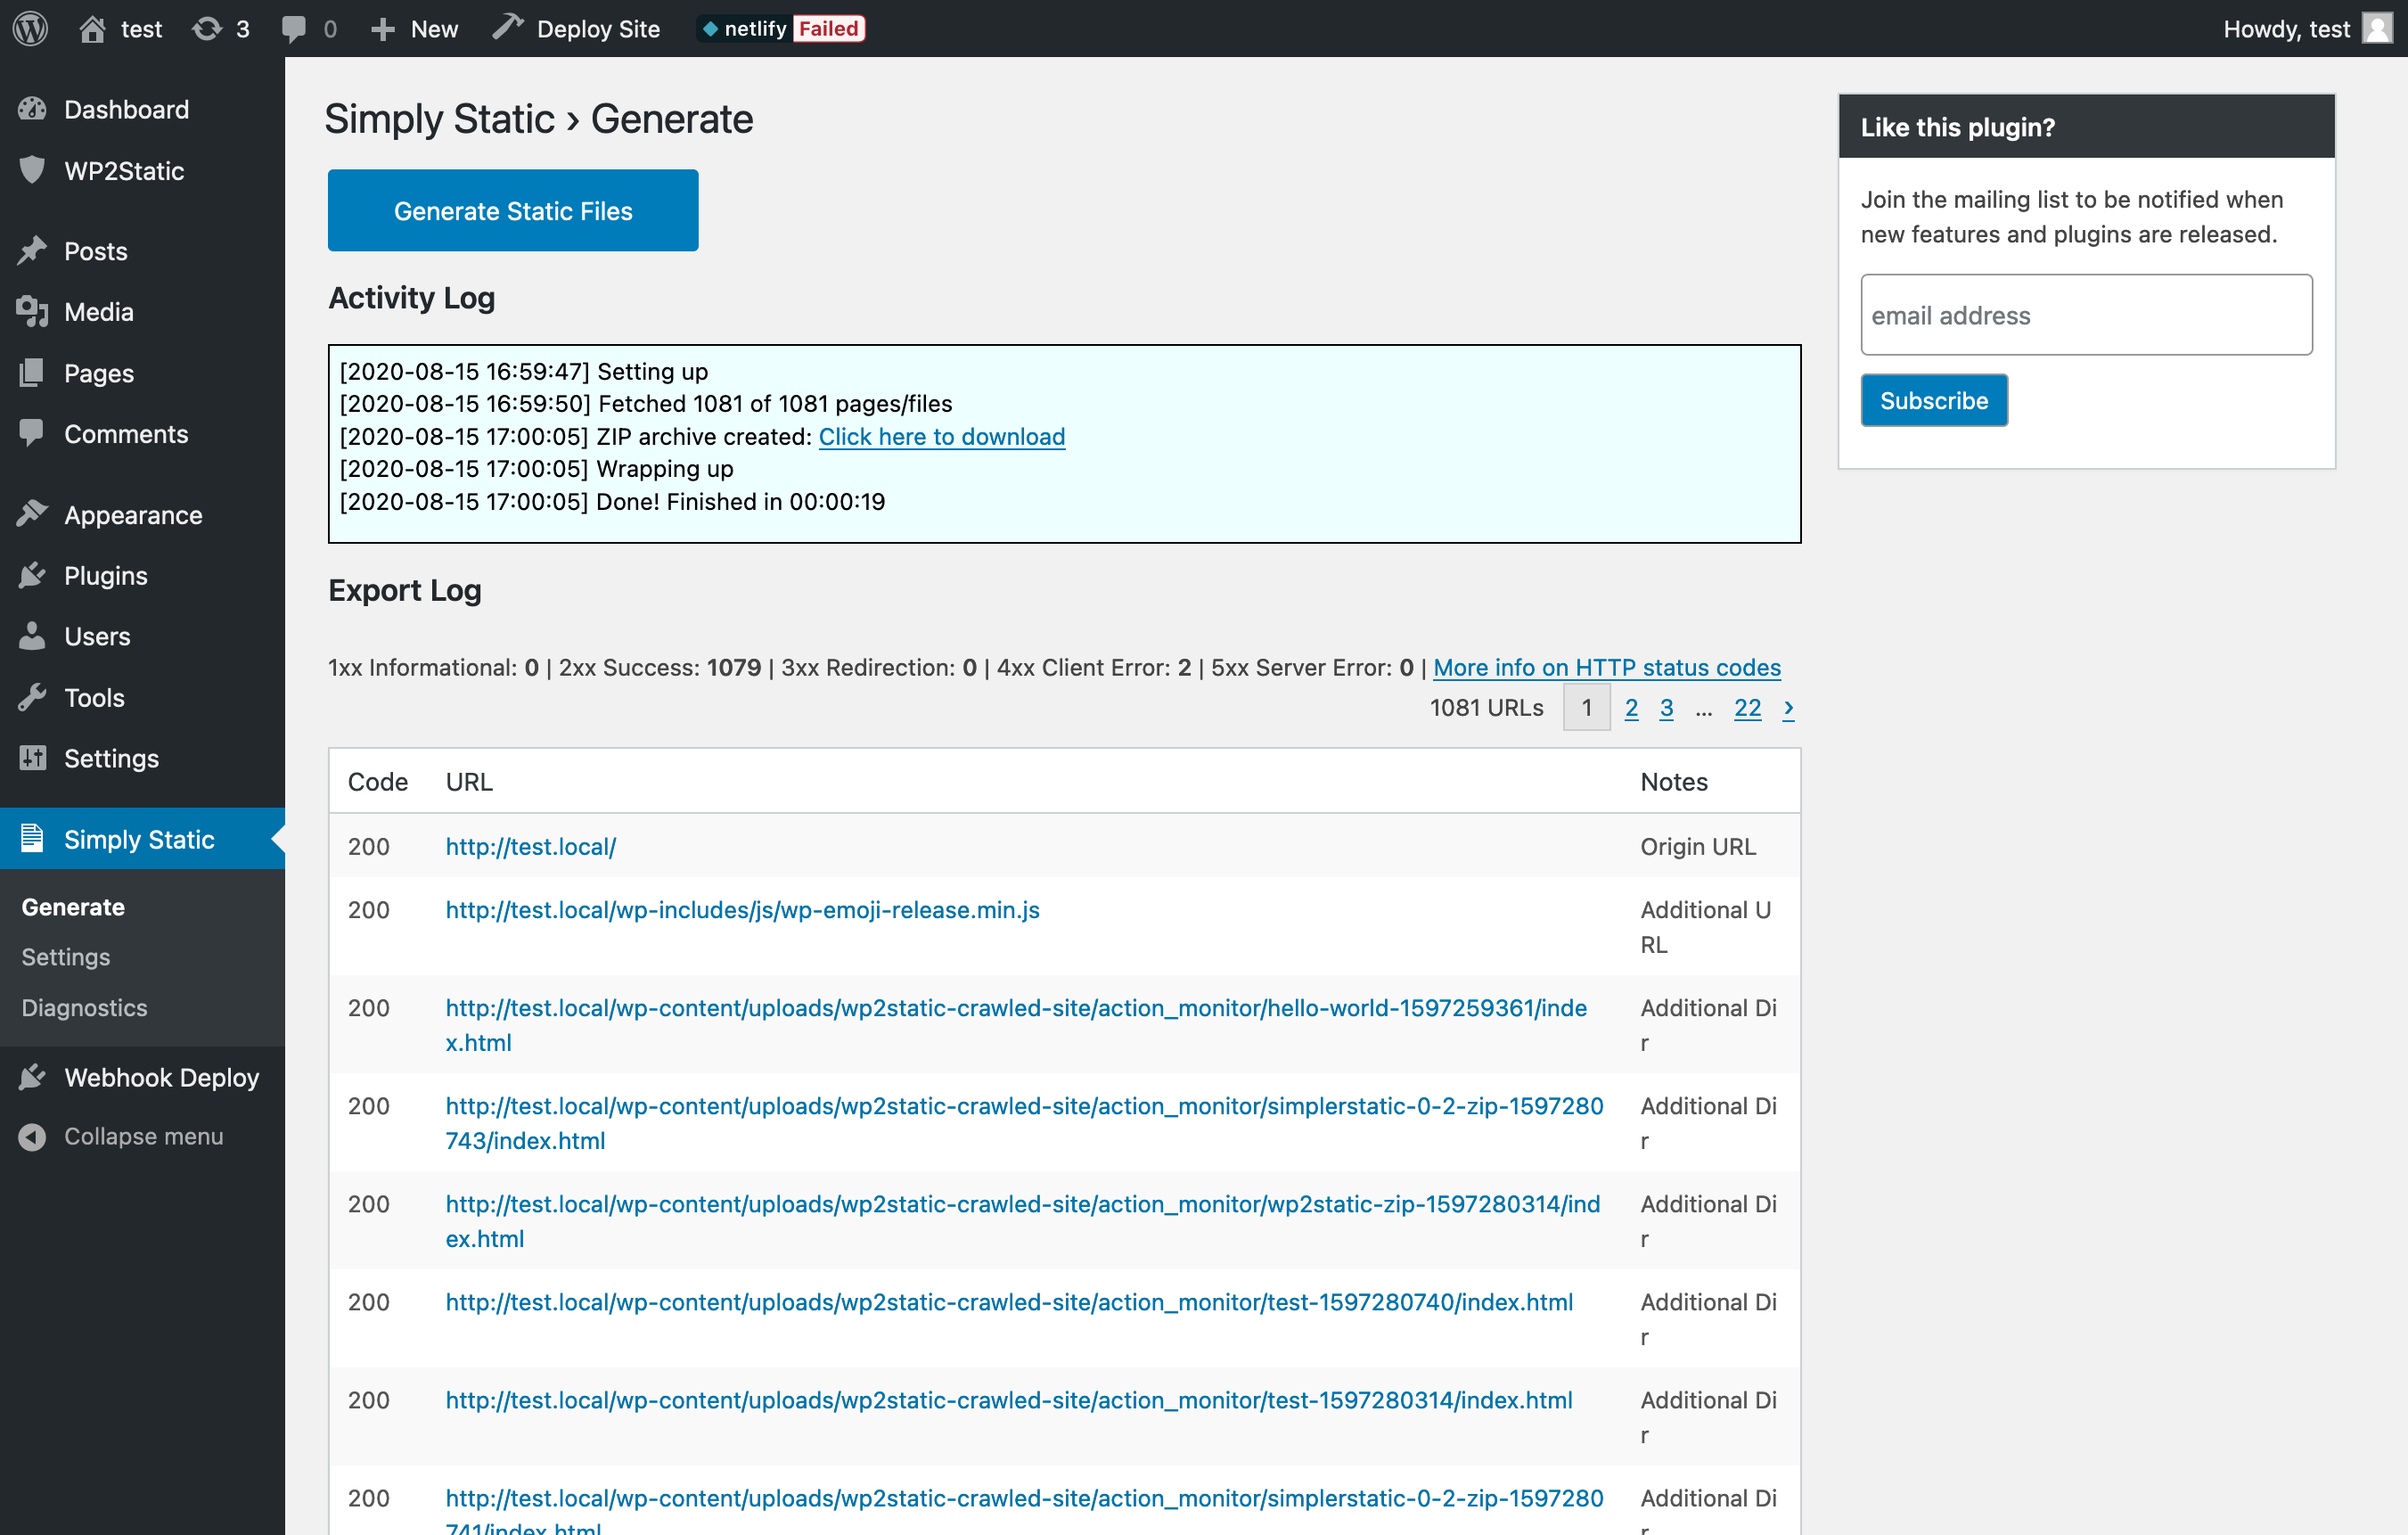 test 3 0 New Deploy Site netlify Failed Howdy, test
Dashboard
WP2Static
Posts
Media
Pages
Comments
Appearance
Plugins
Users
Tools
Settings
Simply Static
Generate
Settings
Diagnostics
Webhook Deploy
Collapse menu
Simply Static › Generate
Generate Static Files
Activity Log
[2020-08-15 16:59:47] Setting up
[2020-08-15 16:59:50] Fetched 1081 of 1081 pages/files
[2020-08-15 17:00:05] ZIP archive created: Click here to download
[2020-08-15 17:00:05] Wrapping up
[2020-08-15 17:00:05] Done! Finished in 00:00:19
Export Log
1xx Informational: 0 | 2xx Success: 1079 | 3xx Redirection: 0 | 4xx Client Error: 2 | 5xx Server Error: 0 | More info on HTTP status codes
1081 URLs 1 2 3 ... 22 ›
Code URL Notes
200 http://test.local/ Origin URL
200 http://test.local/wp-includes/js/wp-emoji-release.min.js Additional U
RL
200 http://test.local/wp-content/uploads/wp2static-crawled-site/action_monitor/hello-world-1597259361/inde Additional Di
x.html r
200 http://test.local/wp-content/uploads/wp2static-crawled-site/action_monitor/simplerstatic-0-2-zip-1597280 Additional Di
743/index.html r
200 http://test.local/wp-content/uploads/wp2static-crawled-site/action_monitor/wp2static-zip-1597280314/ind Additional Di
ex.html r
200 http://test.local/wp-content/uploads/wp2static-crawled-site/action_monitor/test-1597280740/index.html Additional Di
r
200 http://test.local/wp-content/uploads/wp2static-crawled-site/action_monitor/test-1597280314/index.html Additional Di
r
200 http://test.local/wp-content/uploads/wp2static-crawled-site/action_monitor/simplerstatic-0-2-zip-1597280 Additional Di
741/index.html r
Like this plugin?
Join the mailing list to be notified when
new features and plugins are released.
email address
Subscribe